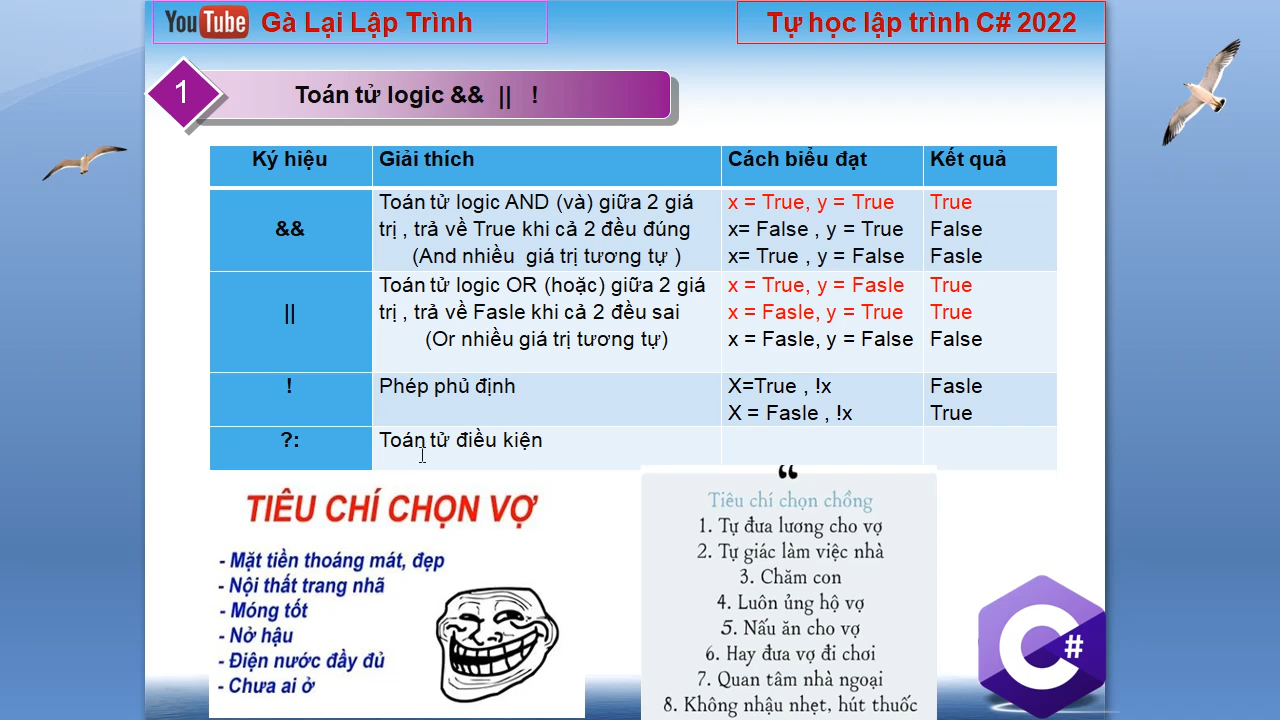 YouTube Gà Lại Lập Trình
Tự học lập trình C# 2022
1
Toán tử logic && || !
Ký hiệu Giải thích Cách biểu đạt Kết quả
&&
Toán tử logic AND (và) giữa 2 giá
trị , trả về True khi cả 2 đều đúng
(And nhiều giá trị tương tự )
x = True, y = True
x= False , y = True
x= True , y = False
True
False
Fasle
||
Toán tử logic OR (hoặc) giữa 2 giá
trị , trả về Fasle khi cả 2 đều sai
(Or nhiều giá trị tương tự)
x = True, y = Fasle
x = Fasle, y = True
x = Fasle, y = False
True
True
False
!
Phép phủ định
X=True , !x
X = Fasle , !x
Fasle
True
?:
Toán tử điều kiện
TIÊU CHÍ CHỌN VỢ
- Mặt tiền thoáng mát, đẹp
- Nội thất trang nhã
- Móng tốt
- Nở hậu
- Điện nước đầy đủ
- Chưa ai ở
“
Tiêu chí chọn chồng
1. Tự đưa lương cho vợ
2. Tự giác làm việc nhà
3. Chăm con
4. Luôn ủng hộ vợ
5. Nấu ăn cho vợ
6. Hay đưa vợ đi chơi
7. Quan tâm nhà ngoại
8. Không nhậu nhẹt, hút thuốc
C#